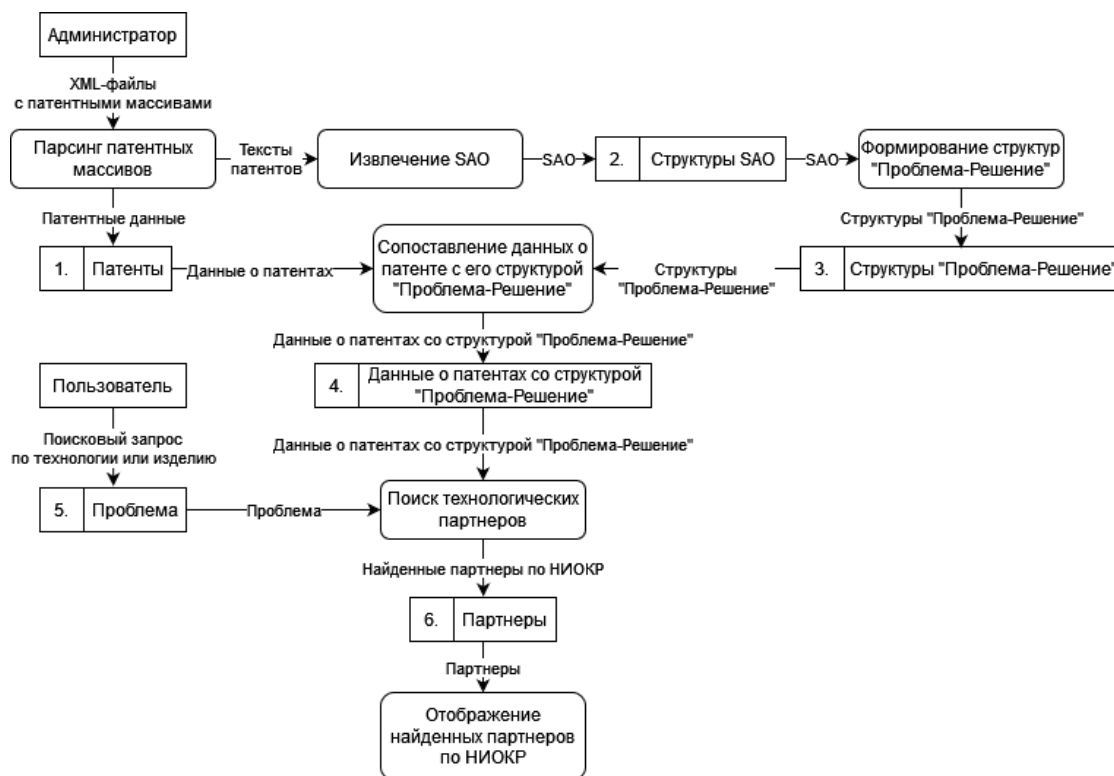 Администратор
XML-файлы
с патентными массивами
Парсинг патентных
массивов
Тексты
патентов
Извлечение SAO
SAO
2.
Структуры SAO
SAO
Формирование структур
"Проблема-Решение"
Патентные данные
Структуры "Проблема-Решение"
1.
Патенты
Данные о патентах
Сопоставление данных о
патенте с его структурой
"Проблема-Решение"
Структуры
"Проблема-Решение"
3.
Структуры "Проблема-Решение"
Данные о патентах со структурой "Проблема-Решение"
Пользователь
4.
Данные о патентах со структурой
"Проблема-Решение"
Поисковый запрос
по технологии или изделию
Данные о патентах со структурой "Проблема-Решение"
5.
Проблема
Проблема
Поиск технологических
партнеров
Найденные партнеры по НИОКР
6.
Партнеры
Партнеры
Отображение
найденных партнеров
по НИОКР